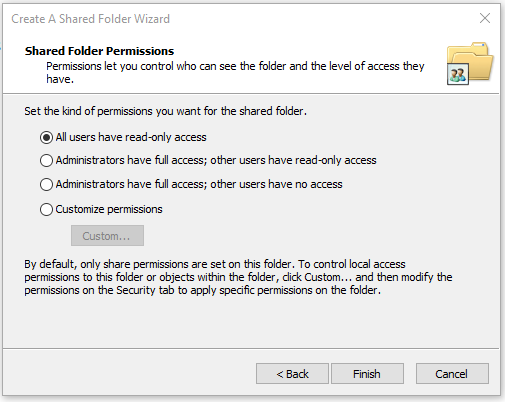 Create A Shared Folder Wizard
Shared Folder Permissions
Permissions let you control who can see the folder and the level of access they
have.
Set the kind of permissions you want for the shared folder.
All users have read-only access
Administrators have full access; other users have read-only access
Administrators have full access; other users have no access
Customize permissions
Custom...
By default, only share permissions are set on this folder. To control local access
permissions to this folder or objects within the folder, click Custom... and then modify the
permissions on the Security tab to apply specific permissions on the folder.
< Back
Finish
Cancel